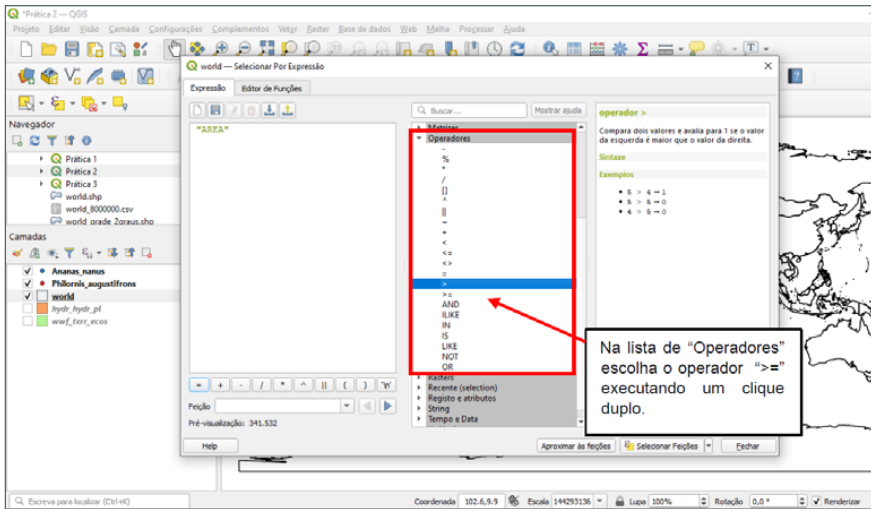 *Prática 2 — QGIS
Projeto Editar Visão Camada Configurações Complementos Vetor Raster Base de dados Web Malha Processar Ajuda
world — Selecionar Por Expressão
Expressão Editor de Funções
"AREA"
Buscar... Mostrar ajuda
Matrizes
Operadores
-
%
*
/
[]
^
||
~
+
<
<=
<>
=
>
>=
AND
ILIKE
IN
IS
LIKE
NOT
OR
Rasters
Recente (selection)
Registo e atributos
String
Tempo e Data
operador >
Compara dois valores e avalia para 1 se o valor
da esquerda é maior que o valor da direita.
Sintaxe
Exemplos
• 5 > 4 → 1
• 5 > 5 → 0
• 4 > 5 → 0
= + - / * ^ || ( ) '\n'
Feição
Pré-visualização: 341.532
Help Aproximar às feições Selecionar Feições Fechar
Navegador
Prática 1
Prática 2
Prática 3
world.shp
world_8000000.csv
world_grade_2graus.shp
Camadas
Ananas_nanus
Philornis_augustifrons
world
hydr_hydr_pl
wwf_terr_ecos
Na lista de “Operadores”
escolha o operador “>=”
executando um clique
duplo.
Escreva para localizar (Ctrl+K) Coordenada 102.6,9.9 Escala 144293136 Lupa 100% Rotação 0,0 ° Renderizar